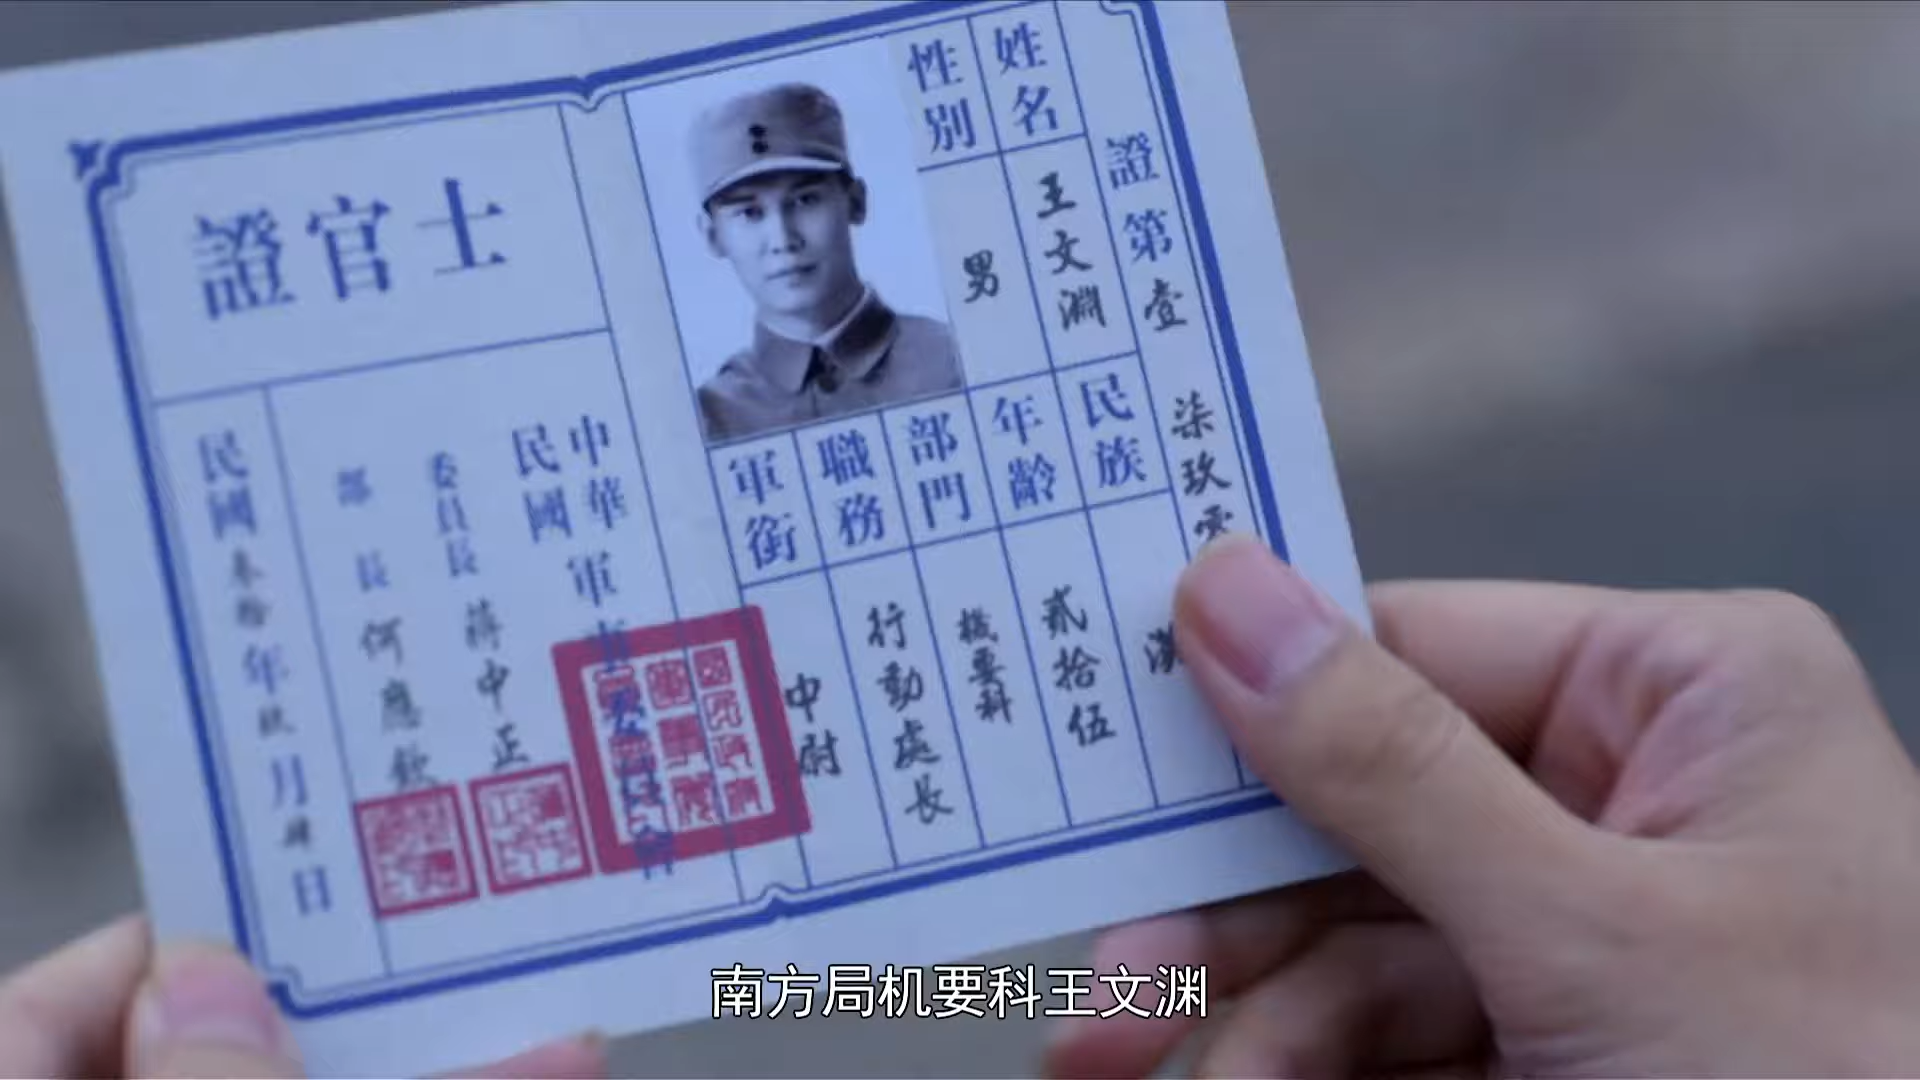 證第壹柒玖零
姓名 王文淵
性別 男
民族 滿
年齡 貳拾伍
部門 機要科
職務 行動處長
軍銜 中尉
中華民國軍事委員會
委員長 蔣中正
部長 何應欽
民國叁拾年玖月肆日
士官證
南方局机要科王文渊